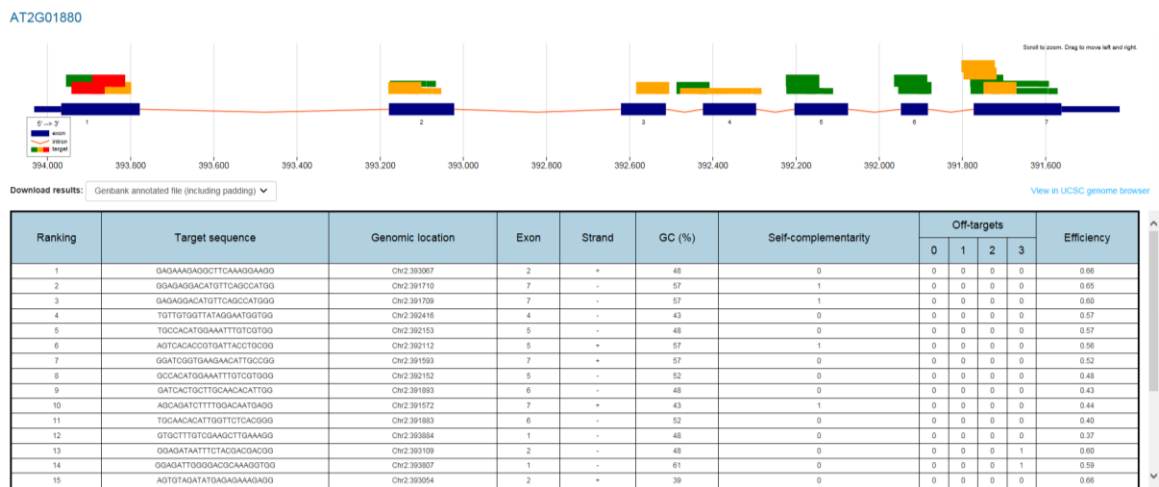 AT2G01880
Scroll to zoom. Drag to move left and right.
1 2 3 4 5 6 7
5' --> 3'
exon
intron
target
394.000 393.800 393.600 393.400 393.200 393.000 392.800 392.600 392.400 392.200 392.000 391.800 391.600
Download results: Genbank annotated file (including padding)
View in UCSC genome browser
Ranking Target sequence Genomic location Exon Strand GC (%) Self-complementarity Off-targets Efficiency
0 1 2 3
1 GAGAAAGAGGCTTCAAAGGAAGG Chr2:393067 2 + 48 0 0 0 0 0 0.66
2 GGAGAGGACATGTTCAGCCATGG Chr2:391710 7 - 57 1 0 0 0 0 0.65
3 GAGAGGACATGTTCAGCCATGGG Chr2:391709 7 - 57 1 0 0 0 0 0.60
4 TGTTGTGGTTATAGGAATGGTGG Chr2:392416 4 - 43 0 0 0 0 0 0.57
5 TGCCACATGGAAATTTGTCGTGG Chr2:392153 5 - 48 0 0 0 0 0 0.57
6 AGTCACACCGTGATTACCTGCGG Chr2:392112 5 + 57 1 0 0 0 0 0.56
7 GGATCGGTGAAGAACATTGCCGG Chr2:391593 7 + 57 0 0 0 0 0 0.52
8 GCCACATGGAAATTTGTCGTGGG Chr2:392152 5 - 52 0 0 0 0 0 0.48
9 GATCACTGCTTGCAACACATTGG Chr2:391893 6 - 48 0 0 0 0 0 0.43
10 AGCAGATCTTTTGGACAATGAGG Chr2:391572 7 + 43 1 0 0 0 0 0.44
11 TGCAACACATTGGTTCTCACGGG Chr2:391883 6 - 52 0 0 0 0 0 0.40
12 GTGCTTTGTCGAAGCTTGAAAGG Chr2:393884 1 - 48 0 0 0 0 0 0.37
13 GGAGATAATTTCTACGACGACGG Chr2:393109 2 - 48 0 0 0 0 1 0.60
14 GGAGATTGGGGACGCAAAGGTGG Chr2:393807 1 - 61 0 0 0 0 1 0.59
15 AGTGTAGATATGAGAGAAAGAGG Chr2:393054 2 + 39 0 0 0 0 0 0.66